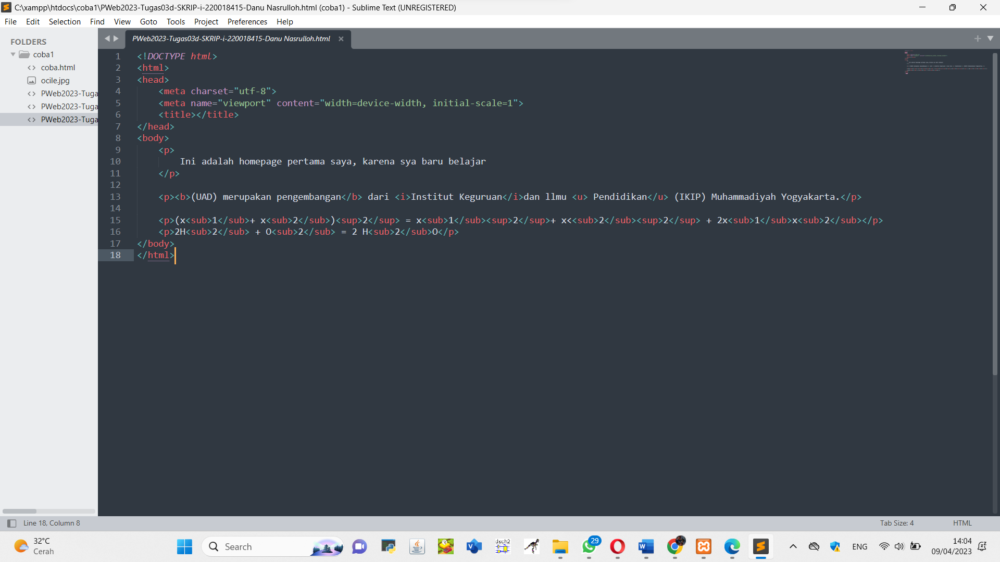 C:\xampp\htdocs\coba1\PWeb2023-Tugas03d-SKRIP-i-220018415-Danu Nasrulloh.html (coba1) - Sublime Text (UNREGISTERED)
File Edit Selection Find View Goto Tools Project Preferences Help
FOLDERS
coba1
coba.html
ocile.jpg
PWeb2023-Tuga
PWeb2023-Tuga
PWeb2023-Tuga
PWeb2023-Tugas03d-SKRIP-i-220018415-Danu Nasrulloh.html
1 <!DOCTYPE html>
2 <html>
3 <head>
4 <meta charset="utf-8">
5 <meta name="viewport" content="width=device-width, initial-scale=1">
6 <title></title>
7 </head>
8 <body>
9 <p>
10 Ini adalah homepage pertama saya, karena sya baru belajar
11 </p>
12
13 <p><b>(UAD) merupakan pengembangan</b> dari <i>Institut Keguruan</i>dan llmu <u> Pendidikan</u> (IKIP) Muhammadiyah Yogyakarta.</p>
14
15 <p>(x<sub>1</sub>+ x<sub>2</sub>)<sup>2</sup> = x<sub>1</sub><sup>2</sup>+ x<<sub>2</sub><sup>2</sup> + 2x<sub>1</sub>x<sub>2</sub></p>
16 <p>2H<sub>2</sub> + O<sub>2</sub> = 2 H<sub>2</sub>O</p>
17 </body>
18 </html>
Line 18, Column 8
Tab Size: 4
HTML
32°C
Cerah
Search
dsch2
29
ENG
14:04
09/04/2023